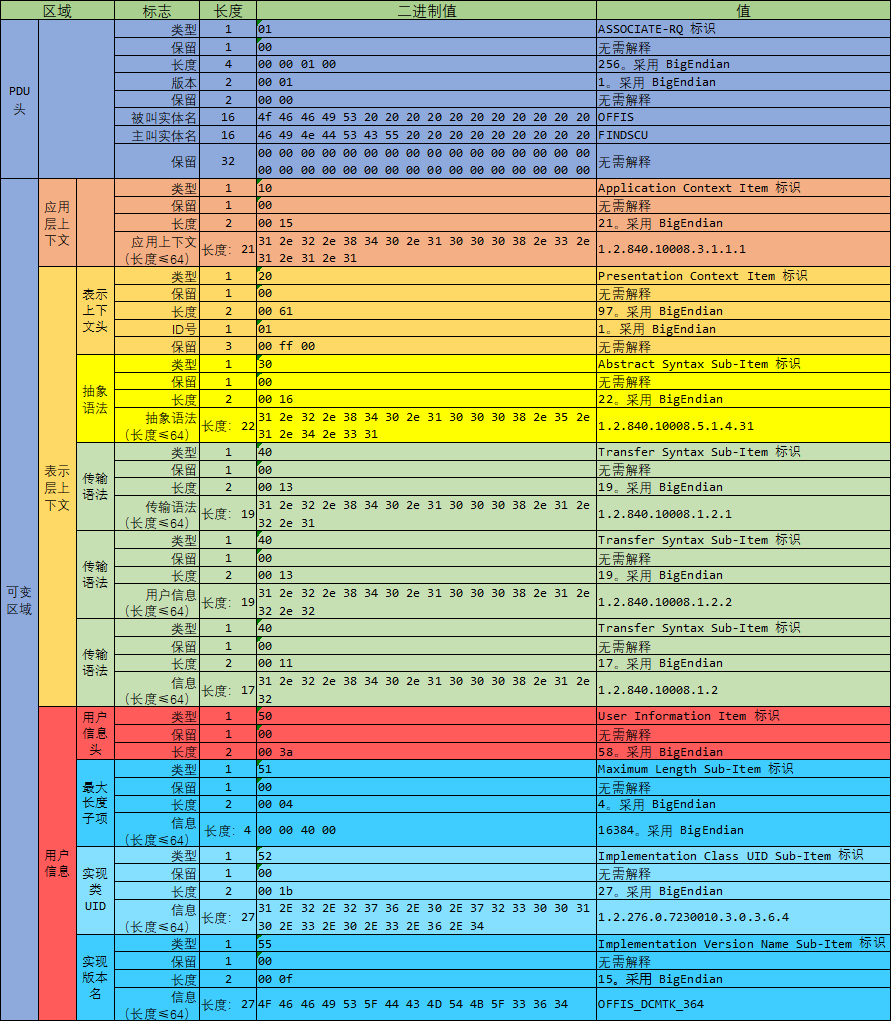 区域 标志 长度 二进制值 值
PDU
头
类型 1 01 ASSOCIATE-RQ 标识
保留 1 00 无需解释
长度 4 00 00 01 00 256。采用 BigEndian
版本 2 00 01 1。采用 BigEndian
保留 2 00 00 无需解释
被叫实体名 16 4f 46 46 49 53 20 20 20 20 20 20 20 20 20 20 20 OFFIS
主叫实体名 16 46 49 4e 44 53 43 55 20 20 20 20 20 20 20 20 20 FINDSCU
保留 32 00 00 00 00 00 00 00 00 00 00 00 00 00 00 00 00 无需解释
00 00 00 00 00 00 00 00 00 00 00 00 00 00 00 00
可变
区域
应用
层上
下文
类型 1 10 Application Context Item 标识
保留 1 00 无需解释
长度 2 00 15 21。采用 BigEndian
应用上下文 长度: 21 31 2e 32 2e 38 34 30 2e 31 30 30 30 38 2e 33 2e 1.2.840.10008.3.1.1.1
(长度≤64) 31 2e 31 2e 31
表示
层上
下文
表示
上下
文头
类型 1 20 Presentation Context Item 标识
保留 1 00 无需解释
长度 2 00 61 97。采用 BigEndian
ID号 1 01 1。采用 BigEndian
保留 3 00 ff 00 无需解释
抽象
语法
类型 1 30 Abstract Syntax Sub-Item 标识
保留 1 00 无需解释
长度 2 00 16 22。采用 BigEndian
抽象语法 长度: 22 31 2e 32 2e 38 34 30 2e 31 30 30 30 38 2e 35 2e 1.2.840.10008.5.1.4.31
(长度≤64) 31 2e 34 2e 33 31
传输
语法
类型 1 40 Transfer Syntax Sub-Item 标识
保留 1 00 无需解释
长度 2 00 13 19。采用 BigEndian
传输语法 长度: 19 31 2e 32 2e 38 34 30 2e 31 30 30 30 38 2e 31 2e 1.2.840.10008.1.2.1
(长度≤64) 32 2e 31
传输
语法
类型 1 40 Transfer Syntax Sub-Item 标识
保留 1 00 无需解释
长度 2 00 13 19。采用 BigEndian
用户信息 长度: 19 31 2e 32 2e 38 34 30 2e 31 30 30 30 38 2e 31 2e 1.2.840.10008.1.2.2
(长度≤64) 32 2e 32
传输
语法
类型 1 40 Transfer Syntax Sub-Item 标识
保留 1 00 无需解释
长度 2 00 11 17。采用 BigEndian
信息 长度: 17 31 2e 32 2e 38 34 30 2e 31 30 30 30 38 2e 31 2e 1.2.840.10008.1.2
(长度≤64) 32
用户
信息
用户
信息
头
类型 1 50 User Information Item 标识
保留 1 00 无需解释
长度 2 00 3a 58。采用 BigEndian
最大
长度
子项
类型 1 51 Maximum Length Sub-Item 标识
保留 1 00 无需解释
长度 2 00 04 4。采用 BigEndian
信息 长度: 4 00 00 40 00 16384。采用 BigEndian
(长度≤64)
实现
类
UID
类型 1 52 Implementation Class UID Sub-Item 标识
保留 1 00 无需解释
长度 2 00 1b 27。采用 BigEndian
信息 长度: 27 31 2E 32 2E 32 37 36 2E 30 2E 37 32 33 30 30 31 1.2.276.0.7230010.3.0.3.6.4
(长度≤64) 30 2E 33 2E 30 2E 33 2E 36 2E 34
实现
版本
名
类型 1 55 Implementation Version Name Sub-Item 标识
保留 1 00 无需解释
长度 2 00 0f 15。采用 BigEndian
信息 长度: 27 4F 46 46 49 53 5F 44 43 4D 54 4B 5F 33 36 34 OFFIS_DCMTK_364
(长度≤64)